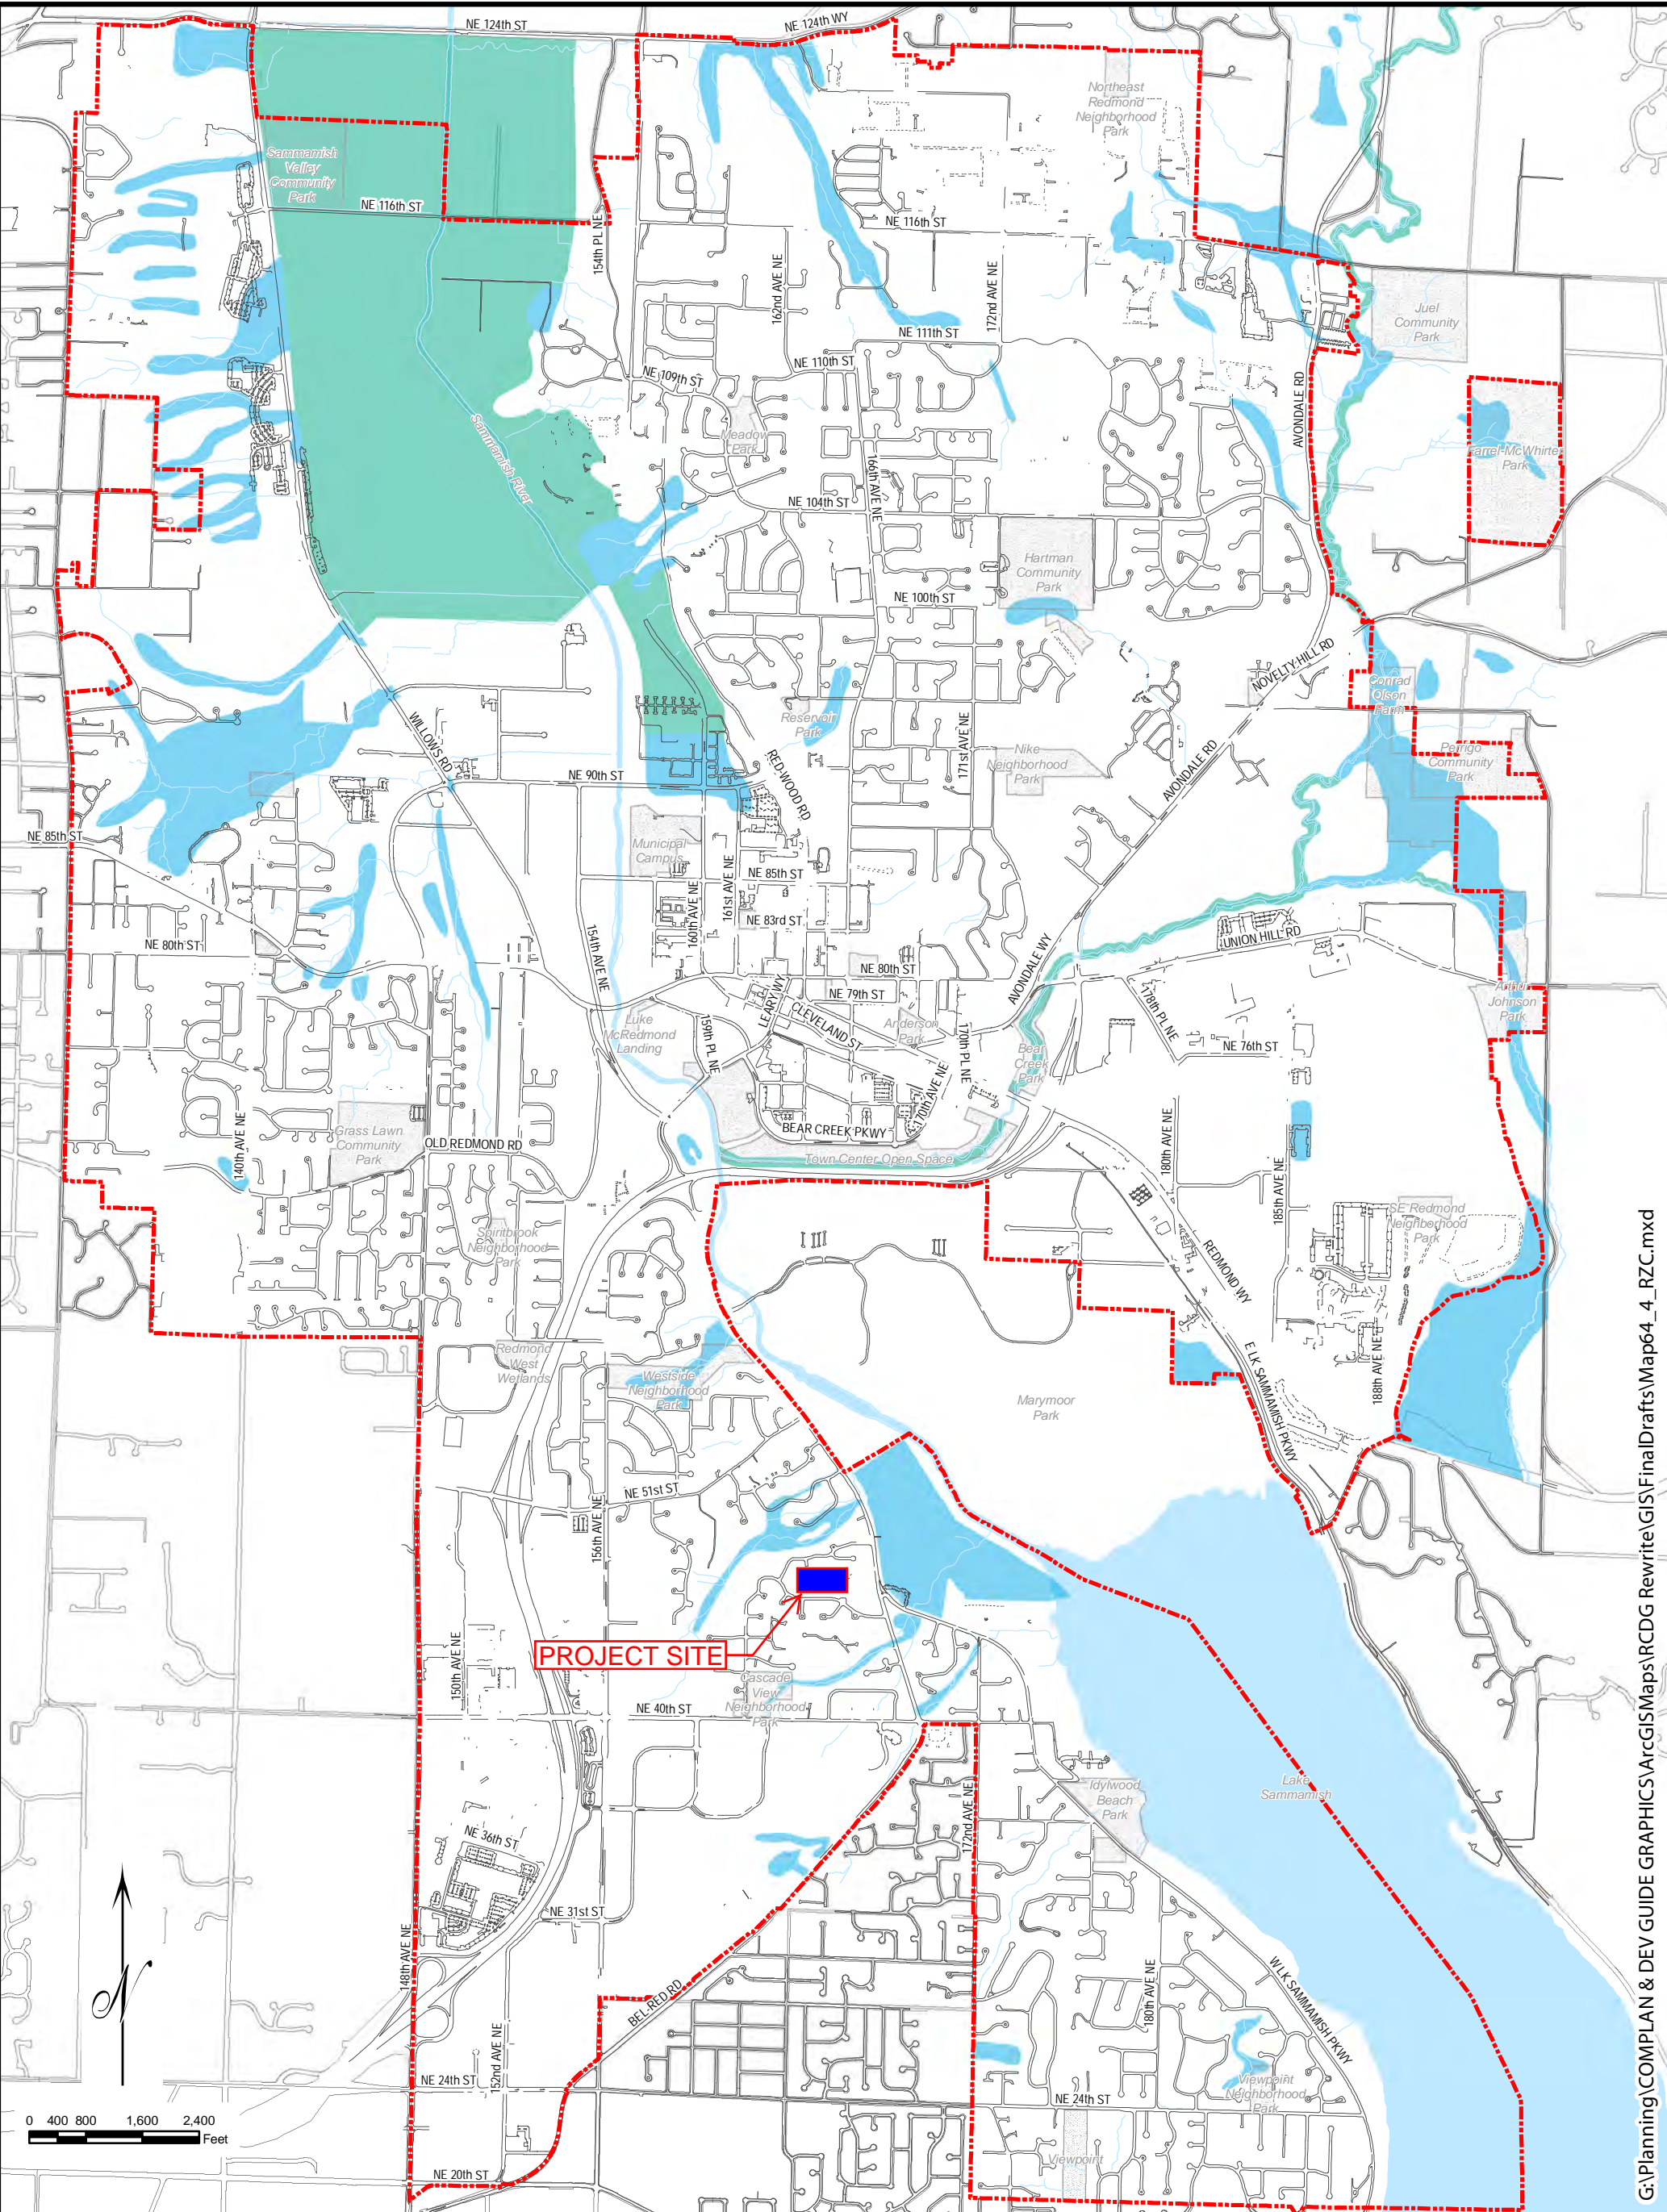 NE 124th ST
NE 124th WY
Northeast
Redmond
Neighborhood
Park
Sammamish
Valley
Community
Park
NE 116th ST
NE 116th ST
154th PL NE
162nd AVE NE
172nd AVE NE
Juel
Community
Park
NE 111th ST
NE 110th ST
NE 109th ST
AVONDALE RD
Meadow
Park
Sammamish River
Farrel-McWhirter
Park
166th AVE NE
NE 104th ST
Hartman
Community
Park
NE 100th ST
NOVELTY HILL RD
Conrad
Olson
Farm
Reservoir
Park
WILLOWS RD
RED-WOOD RD
171st AVE NE
Nike
Neighborhood
Park
AVONDALE RD
Perrigo
Community
Park
NE 90th ST
NE 85th ST
Municipal
Campus
161st AVE NE
NE 85th ST
160th AVE NE
NE 83rd ST
NE 80th ST
154th AVE NE
UNION HILL RD
NE 80th ST
AVONDALE WY
NE 79th ST
LEARY WY
CLEVELAND ST
178th PL NE
Arthur
Johnson
Park
Luke
McRedmond
Landing
159th PL NE
Anderson
Park
170th PL NE
Bear
Creek
Park
NE 76th ST
170th AVE NE
Grass Lawn
Community
Park
140th AVE NE
OLD REDMOND RD
BEAR CREEK PKWY
Town Center Open Space
180th AVE NE
185th AVE NE
SE Redmond
Neighborhood
Park
Spiritbrook
Neighborhood
Park
REDMOND WY
Redmond
West
Wetlands
Westside
Neighborhood
Park
Marymoor
Park
E LK SAMMAMISH PKWY
188th AVE NE
NE 51st ST
156th AVE NE
PROJECT SITE
150th AVE NE
Cascade
View
Neighborhood
Park
NE 40th ST
Idylwood
Beach
Park
Lake
Sammamish
172nd AVE NE
NE 36th ST
NE 31st ST
148th AVE NE
N
BEL-RED RD
W LK SAMMAMISH PKWY
180th AVE NE
152nd AVE NE
NE 24th ST
Viewpoint
Neighborhood
Park
NE 24th ST
0 400 800 1,600 2,400
Feet
Viewpoint
NE 20th ST
G:\Planning\COMPLAN & DEV GUIDE GRAPHICS\ArcGISMaps\RCDG Rewrite\GIS\FinalDrafts\Map64_4_RZC.mxd